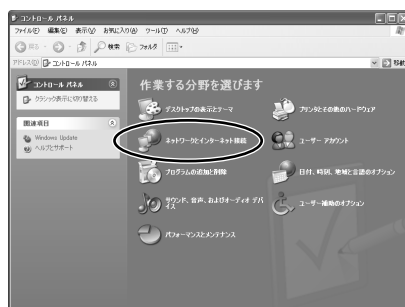 コントロール パネル
ファイル(F) 編集(E) 表示(V) お気に入り(A) ツール(T) ヘルプ(H)
戻る 検索 フォルダ
アドレス(D) コントロール パネル 移動
コントロール パネル
クラシック表示に切り替える
関連項目
Windows Update
ヘルプとサポート
作業する分野を選びます
デスクトップの表示とテーマ
プリンタとその他のハードウェア
ネットワークとインターネット接続
ユーザー アカウント
プログラムの追加と削除
日付、時刻、地域と言語のオプション
サウンド、音声、およびオーディオ デバイス
ユーザー補助のオプション
パフォーマンスとメンテナンス